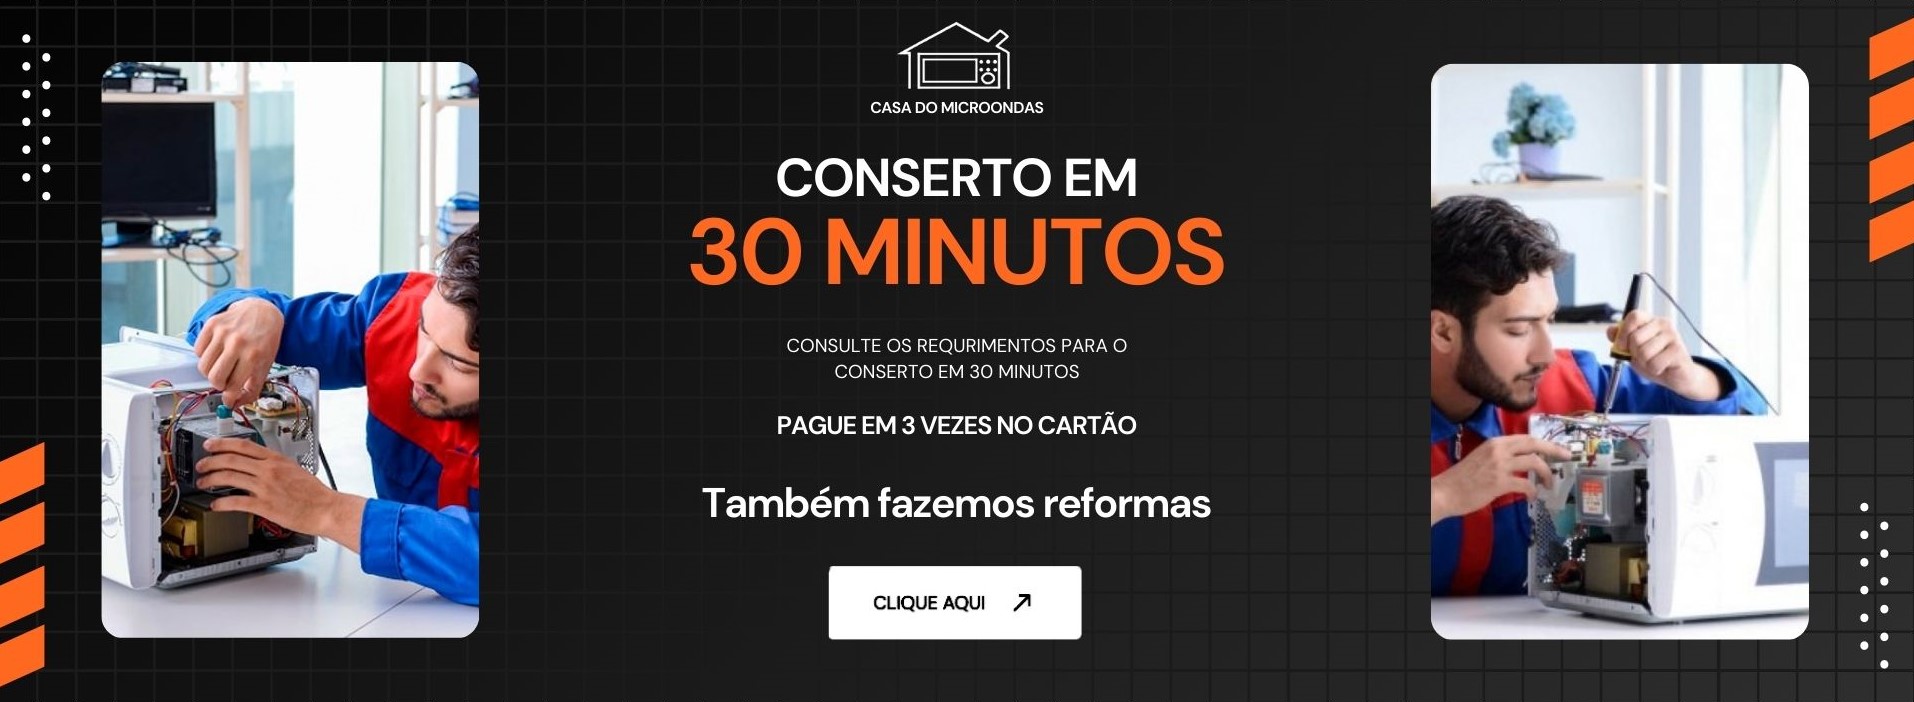 CASA DO MICROONDAS
CONSERTO EM
30 MINUTOS
CONSULTE OS REQURIMENTOS PARA O
CONSERTO EM 30 MINUTOS
PAGUE EM 3 VEZES NO CARTÃO
Também fazemos reformas
CLIQUE AQUI